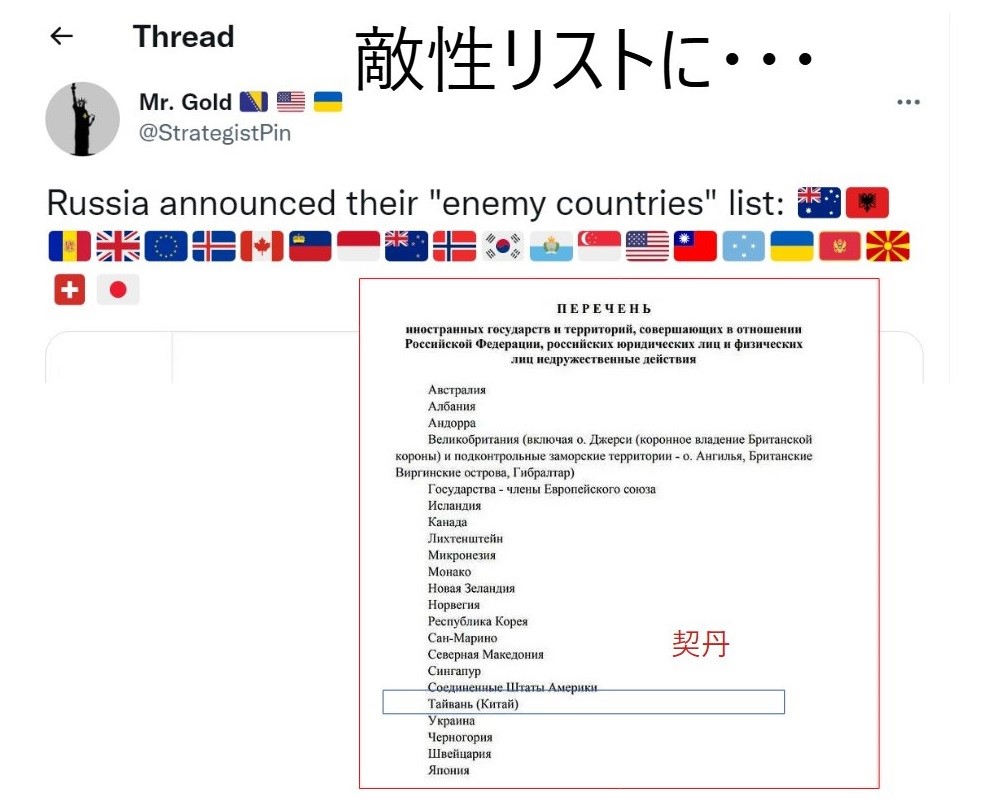 Thread
敵性リストに・・・
Mr. Gold 🇧🇦 🇺🇸 🇺🇦
@StrategistPin
Russia announced their "enemy countries" list: 🇦🇺 🇦🇱
🇦🇩 🇬🇧 🇪🇺 🇮🇸 🇨🇦 🇱🇮 🇲🇨 🇳🇿 🇳🇴 🇰🇷 🇸🇲 🇸🇬 🇺🇸 🇹🇼 🇫🇲 🇺🇦 🇲🇪 🇲🇰
🇨🇭 🇯🇵
ПЕРЕЧЕНЬ
иностранных государств и территорий, совершающих в отношении
Российской Федерации, российских юридических лиц и физических
лиц недружественные действия
Австралия
Албания
Андорра
Великобритания (включая о. Джерси (коронное владение Британской
короны) и подконтрольные заморские территории - о. Ангилья, Британские
Виргинские острова, Гибралтар)
Государства - члены Европейского союза
Исландия
Канада
Лихтенштейн
Микронезия
Монако
Новая Зеландия
Норвегия
Республика Корея
Сан-Марино
Северная Македония
Сингапур
Соединенные Штаты Америки
Тайвань (Китай)
Украина
Черногория
Швейцария
Япония
契丹